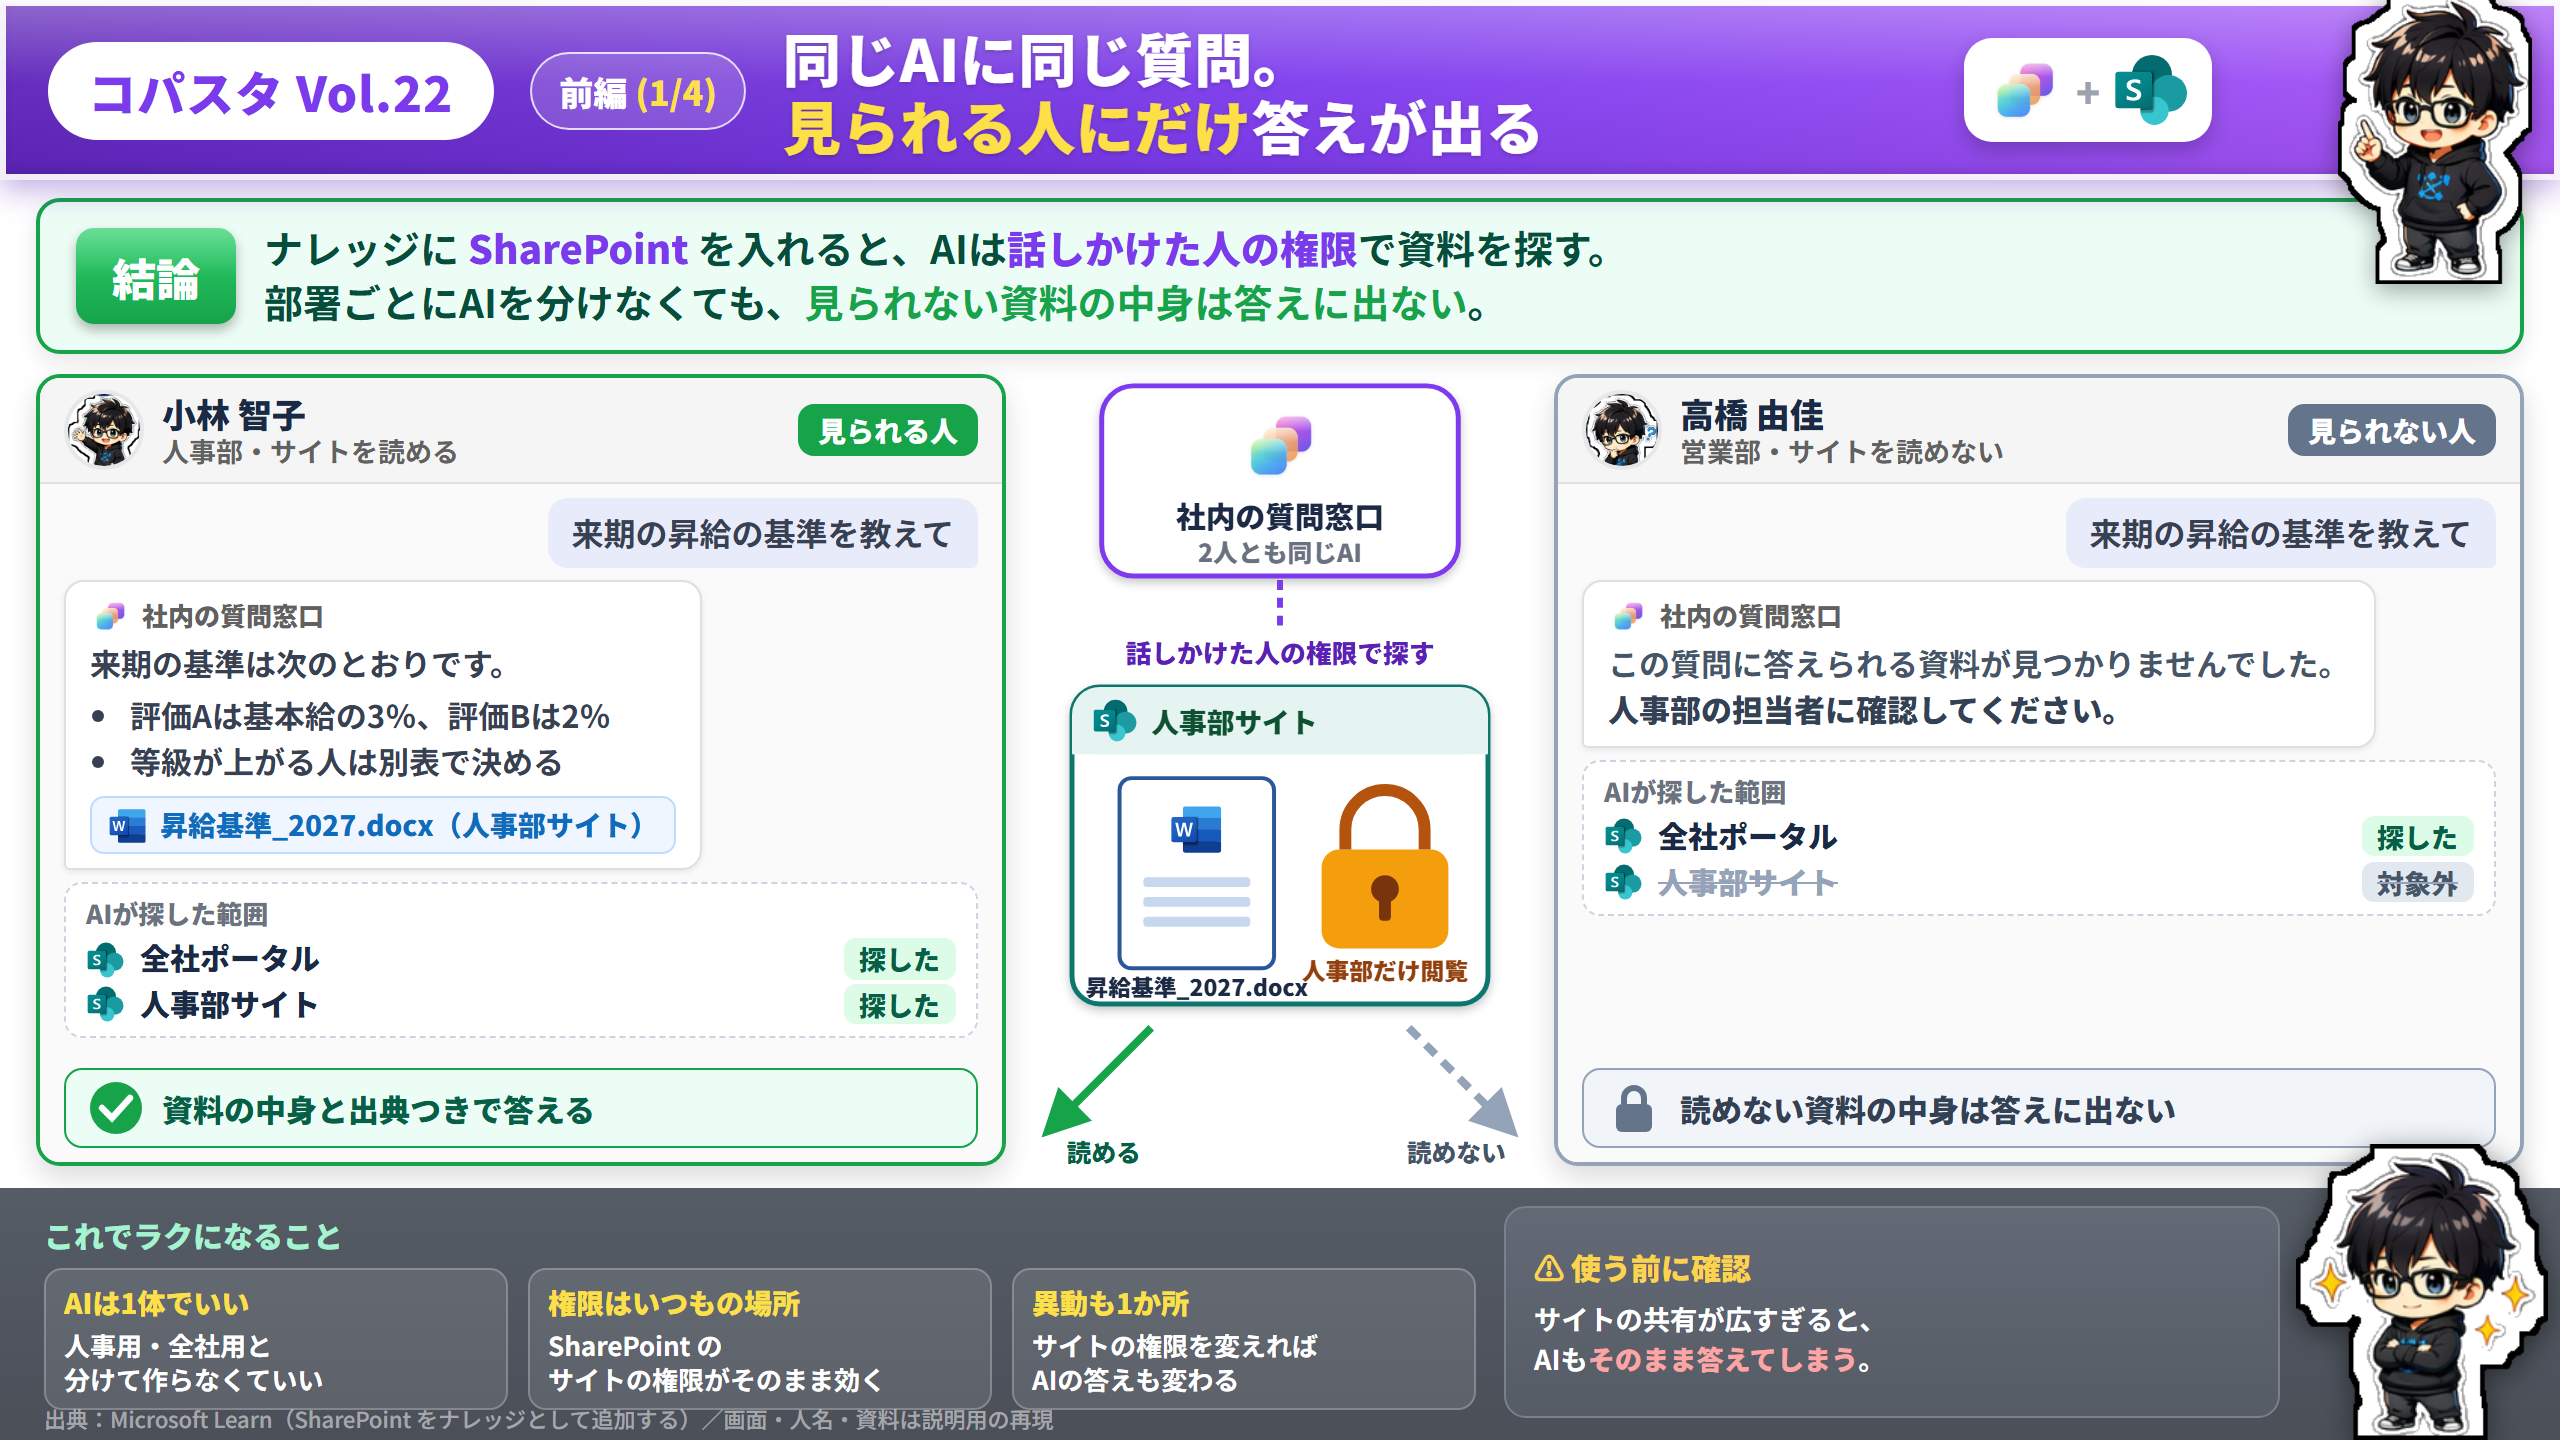 コパスタ Vol.22
前編 (1/4)
同じAIに同じ質問。
見られる人にだけ答えが出る
+
S
結論
ナレッジに SharePoint を入れると、AIは話しかけた人の権限で資料を探す。
部署ごとにAIを分けなくても、見られない資料の中身は答えに出ない。
小林 智子
人事部・サイトを読める
見られる人
来期の昇給の基準を教えて
社内の質問窓口
来期の基準は次のとおりです。
• 評価Aは基本給の3%、評価Bは2%
• 等級が上がる人は別表で決める
W 昇給基準_2027.docx（人事部サイト）
AIが探した範囲
S 全社ポータル 探した
S 人事部サイト 探した
資料の中身と出典つきで答える
社内の質問窓口
2人とも同じAI
話しかけた人の権限で探す
S 人事部サイト
W
昇給基準_2027.docx
人事部だけ閲覧
読める
読めない
高橋 由佳
営業部・サイトを読めない
見られない人
?
来期の昇給の基準を教えて
社内の質問窓口
この質問に答えられる資料が見つかりませんでした。
人事部の担当者に確認してください。
AIが探した範囲
S 全社ポータル 探した
S 人事部サイト 対象外
読めない資料の中身は答えに出ない
これでラクになること
AIは1体でいい
人事用・全社用と
分けて作らなくていい
権限はいつもの場所
SharePoint の
サイトの権限がそのまま効く
異動も1か所
サイトの権限を変えれば
AIの答えも変わる
⚠ 使う前に確認
サイトの共有が広すぎると、
AIもそのまま答えてしまう。
出典：Microsoft Learn（SharePoint をナレッジとして追加する）／画面・人名・資料は説明用の再現